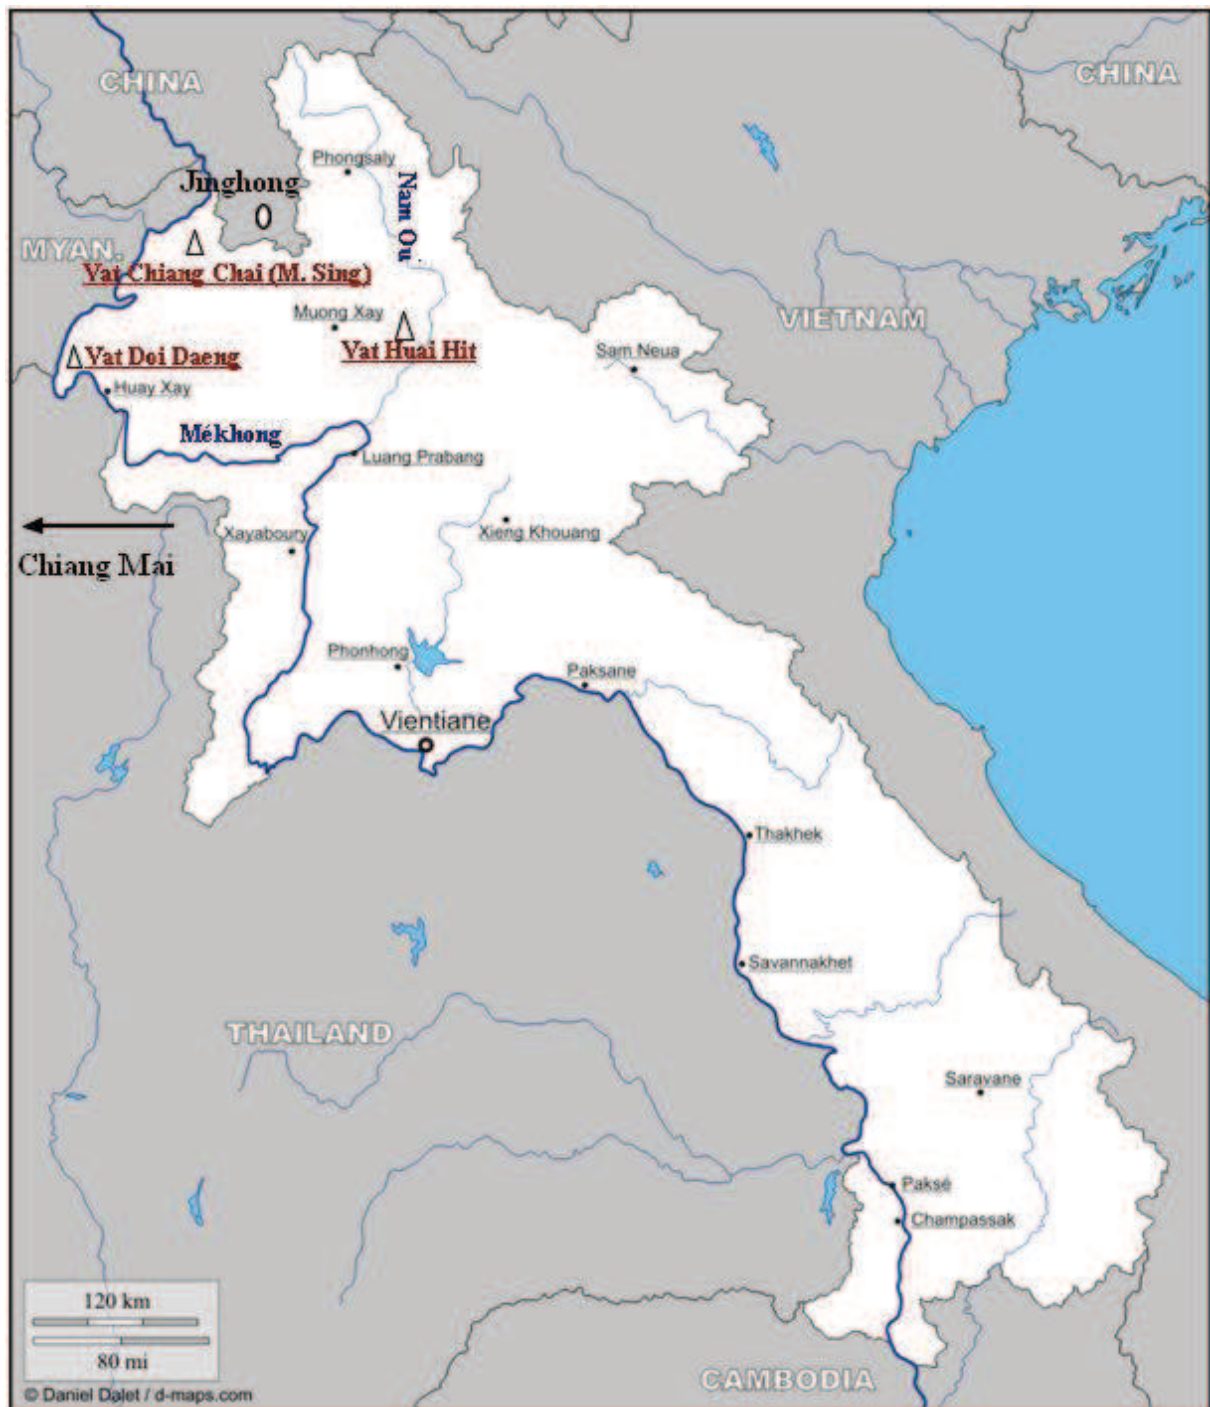 CHINA
CHINA
Phongsaly
Jinghong
Nam Ou
MYAN.
Vat Chiang Chai (M. Sing)
Muong Xay
VIETNAM
Vat Huai Hit
Sam Neua
Vat Doi Daeng
Huay Xay
Mékhong
Luang Prabang
Xayaboury
Xieng Khouang
Chiang Mai
Phonhong
Paksane
Vientiane
Thakhek
Savannakhet
THAILAND
Saravane
Paksé
Champassak
120 km
80 mi
CAMBODIA
© Daniel Dalet / d-maps.com